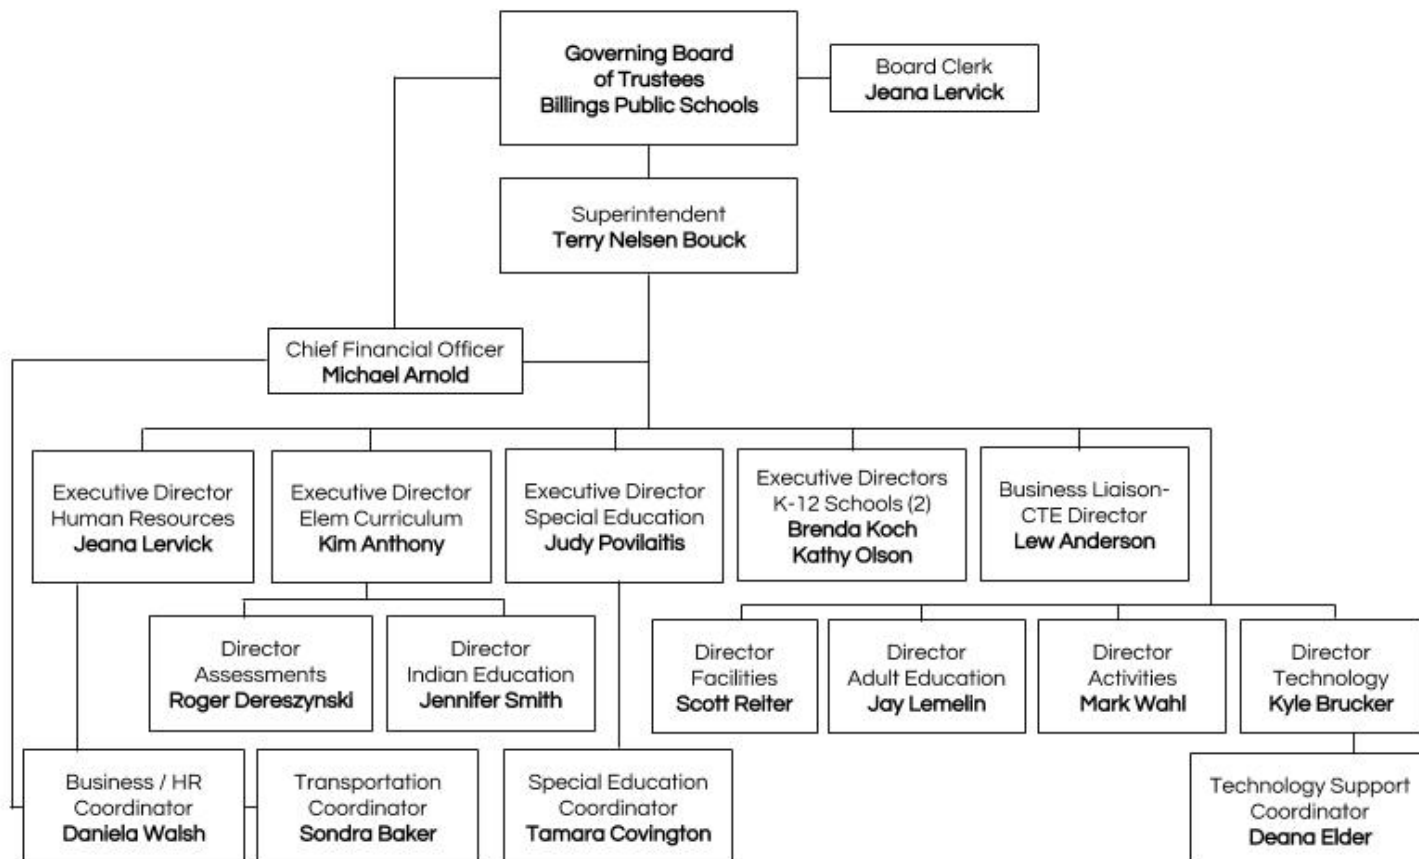 Governing Board
of Trustees
Billings Public Schools
Board Clerk
Jeana Lervick
Superintendent
Terry Nelsen Bouck
Chief Financial Officer
Michael Arnold
Executive Director
Human Resources
Jeana Lervick
Executive Director
Elem Curriculum
Kim Anthony
Executive Director
Special Education
Judy Povilaitis
Executive Directors
K-12 Schools (2)
Brenda Koch
Kathy Olson
Business Liaison-
CTE Director
Lew Anderson
Director
Assessments
Roger Dereszynski
Director
Indian Education
Jennifer Smith
Director
Facilities
Scott Reiter
Director
Adult Education
Jay Lemelin
Director
Activities
Mark Wahl
Director
Technology
Kyle Brucker
Business / HR
Coordinator
Daniela Walsh
Transportation
Coordinator
Sondra Baker
Special Education
Coordinator
Tamara Covington
Technology Support
Coordinator
Deana Elder